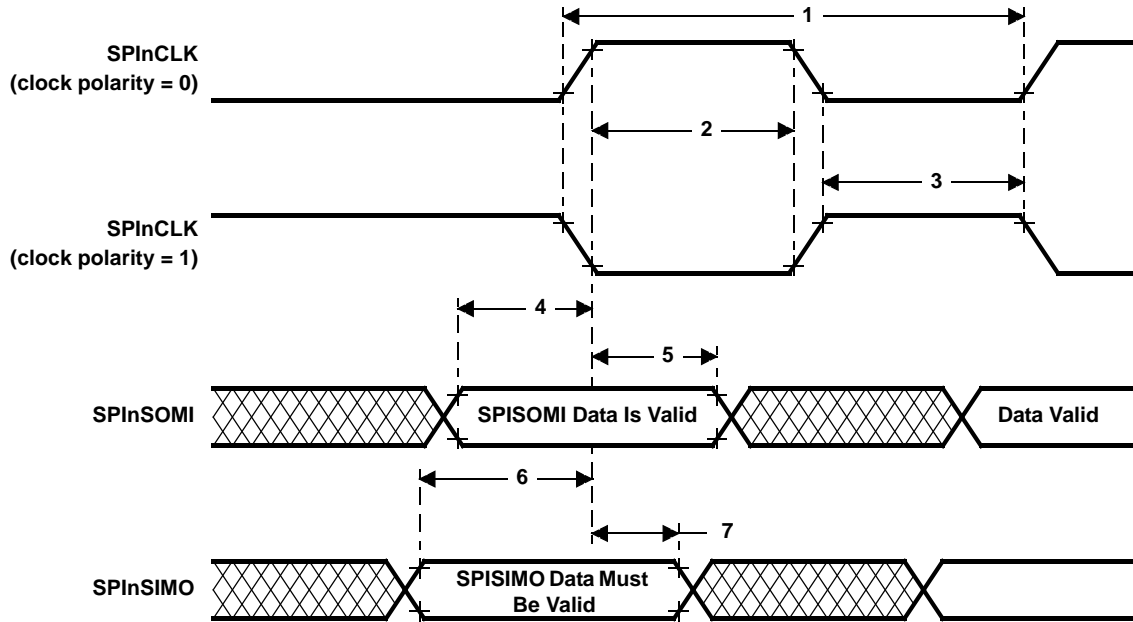 1
SPInCLK
(clock polarity = 0)
2
3
SPInCLK
(clock polarity = 1)
4
5
SPInSOMI
SPISOMI Data Is Valid
Data Valid
6
7
SPInSIMO
SPISIMO Data Must
Be Valid